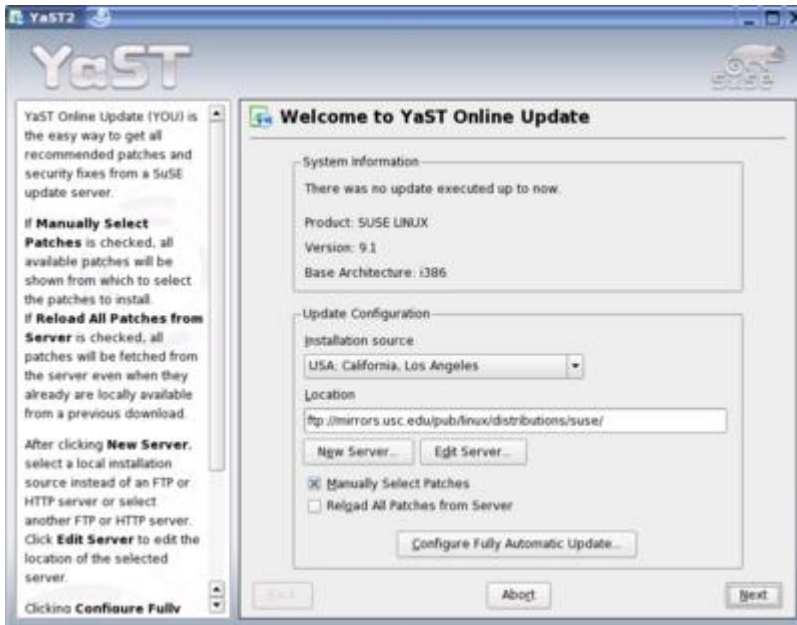 YaST2
YaST
SuSE
YaST Online Update (YOU) is
the easy way to get all
recommended patches and
security fixes from a SuSE
update server.
If Manually Select
Patches is checked, all
available patches will be
shown from which to select
the patches to install.
If Reload All Patches from
Server is checked, all
patches will be fetched from
the server even when they
already are locally available
from a previous download.
After clicking New Server,
select a local installation
source instead of an FTP or
HTTP server or select
another FTP or HTTP server.
Click Edit Server to edit the
location of the selected
server.
Clicking Configure Fully
Welcome to YaST Online Update
System Information
There was no update executed up to now.
Product: SUSE LINUX
Version: 9.1
Base Architecture: i386
Update Configuration
Installation source
USA: California, Los Angeles
Location
ftp://mirrors.usc.edu/pub/linux/distributions/suse/
New Server...
Edit Server...
Manually Select Patches
Reload All Patches from Server
Configure Fully Automatic Update...
Back
Abort
Next